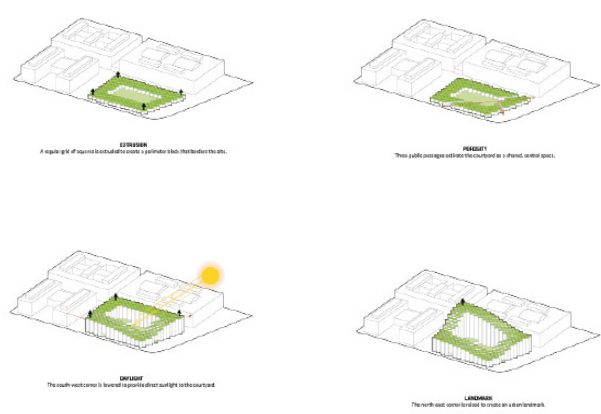 EXTRUSION
A regular grid of squares is extruded to create a perimeter block that borders the site.
POROSITY
Three public passages activate the courtyard as a shared, central space.
DAYLIGHT
The south-west corner is lowered to provide direct sunlight to the courtyard.
LANDMARK
The north-east corner is raised to create an urban landmark.